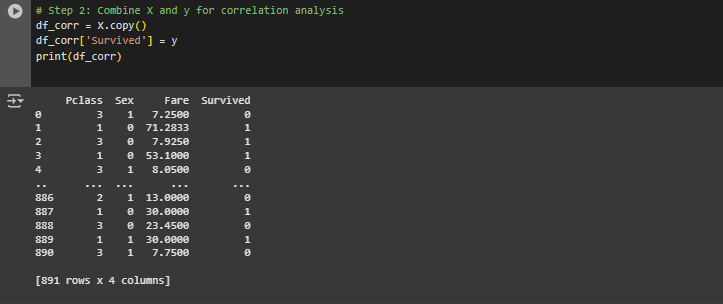 # Step 2: Combine X and y for correlation analysis
df_corr = X.copy()
df_corr['Survived'] = y
print(df_corr)
     Pclass  Sex     Fare  Survived
0         3    1   7.2500         0
1         1    0  71.2833         1
2         3    0   7.9250         1
3         1    0  53.1000         1
4         3    1   8.0500         0
..      ...  ...      ...       ...
886       2    1  13.0000         0
887       1    0  30.0000         1
888       3    0  23.4500         0
889       1    1  30.0000         1
890       3    1   7.7500         0
[891 rows x 4 columns]